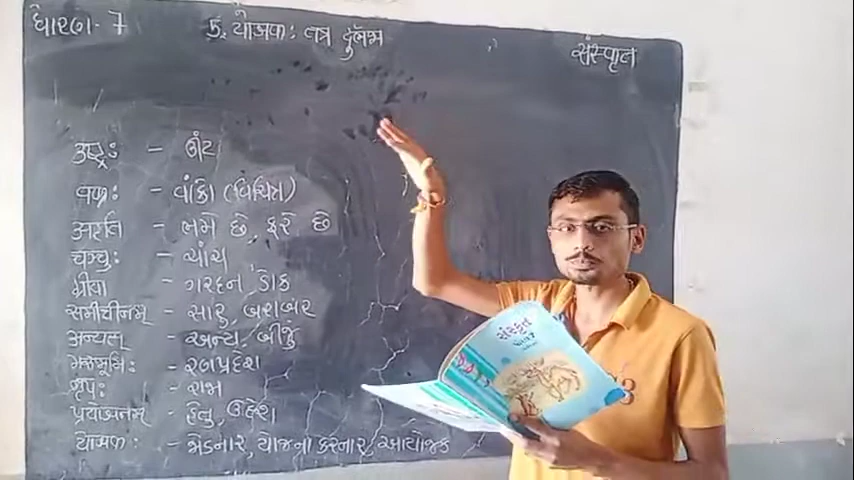 ધોરણ- 7
5. યોજક: તત્ર દુર્લભ
સંસ્કૃત
उष्ट्रः - ઊંટ
वक्रः - વાંકો (વિચિત્ર)
अटति - ભમે છે, ફરે છે
चञ्चुः - ચાંચ
ग्रीवा - ગરદન, ડોક
समीचीनम् - સારુ, બરાબર
अन्यत् - અન્ય, બીજું
मरुभूमिः - રણપ્રદેશ
नृपः - રાજા
प्रयोजनम् - હેતુ, ઉદ્દેશ
योजकः - જોડનાર, યોજના કરનાર, આયોજક
સંસ્કૃત